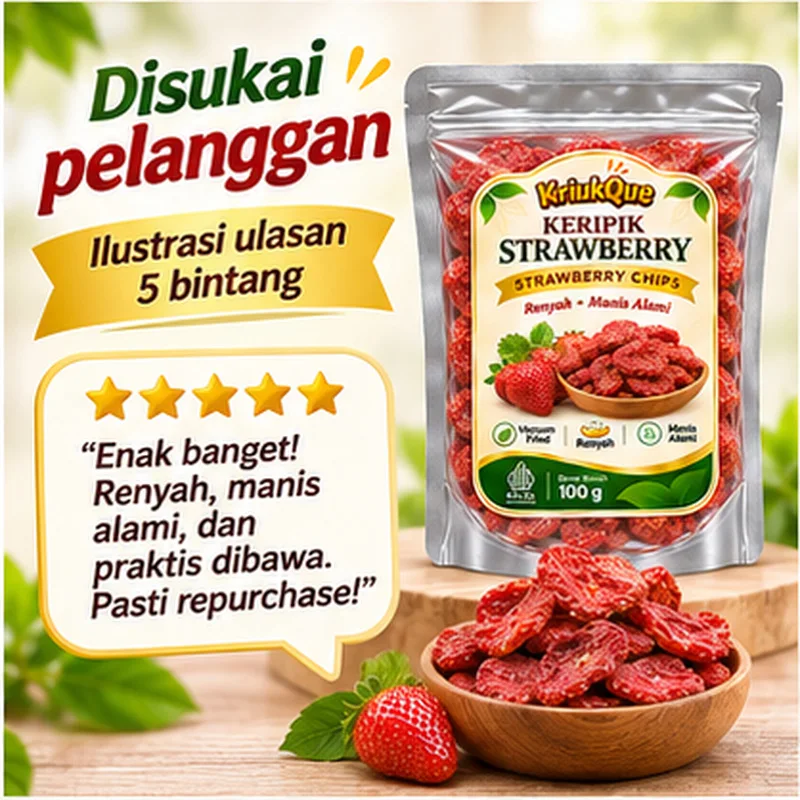 Disukai
pelanggan
Ilustrasi ulasan
5 bintang
“Enak banget!
Renyah, manis
alami, dan
praktis dibawa.
Pasti repurchase!”
KriukQue
KERIPIK
STRAWBERRY
STRAWBERRY CHIPS
Renyah • Manis Alami
Vacuum
Fried
Renyah
Manis
Alami
100 g